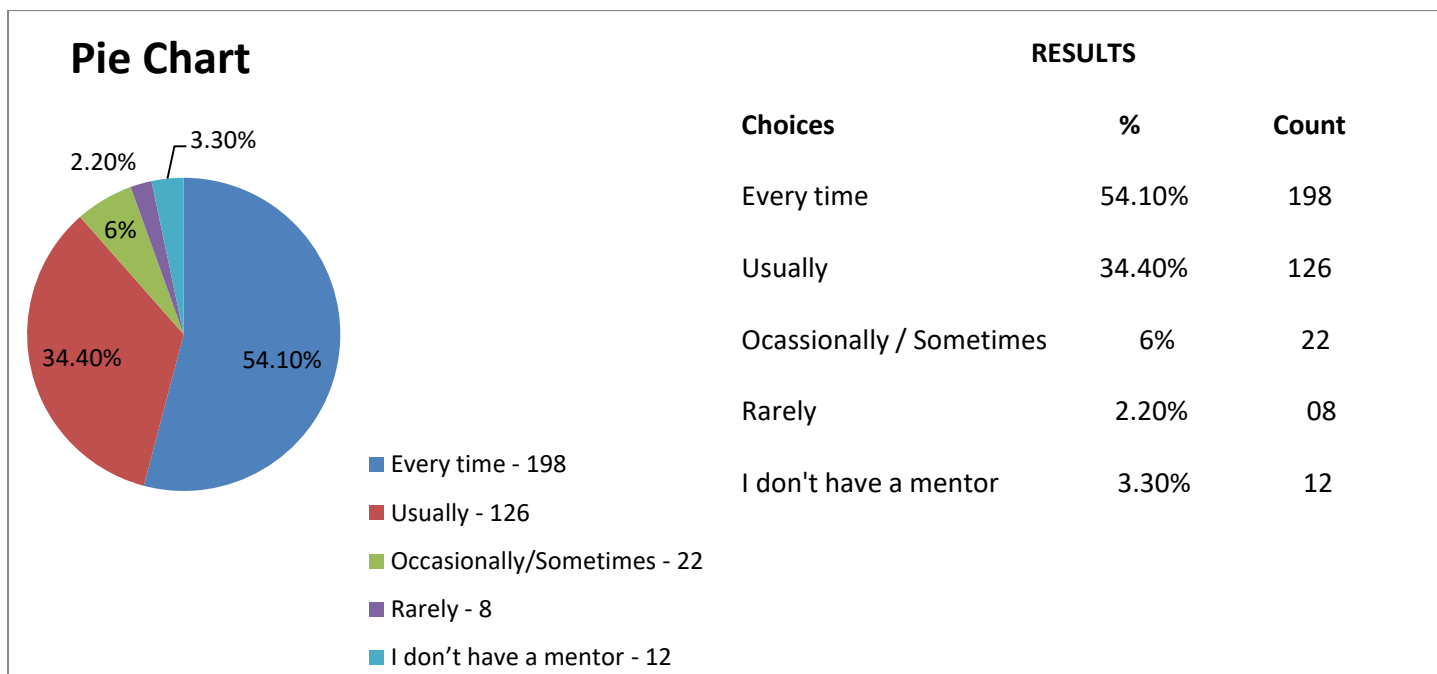 Pie Chart
3.30%
2.20%
6%
34.40%
54.10%
Every time - 198
Usually - 126
Occasionally/Sometimes - 22
Rarely - 8
I don’t have a mentor - 12
RESULTS
Choices % Count
Every time 54.10% 198
Usually 34.40% 126
Ocassionally / Sometimes 6% 22
Rarely 2.20% 08
I don't have a mentor 3.30% 12